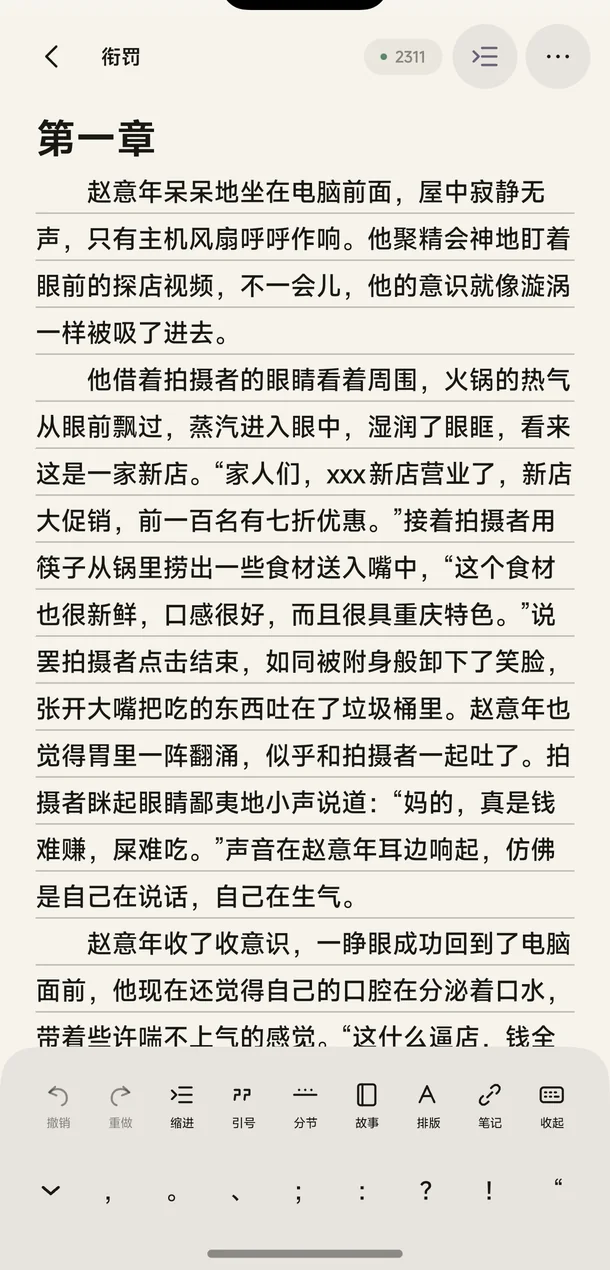 衔罚
2311
第一章
赵意年呆呆地坐在电脑前面，屋中寂静无
声，只有主机风扇呼呼作响。他聚精会神地盯着
眼前的探店视频，不一会儿，他的意识就像漩涡
一样被吸了进去。
他借着拍摄者的眼睛看着周围，火锅的热气
从眼前飘过，蒸汽进入眼中，湿润了眼眶，看来
这是一家新店。“家人们，xxx新店营业了，新店
大促销，前一百名有七折优惠。”接着拍摄者用
筷子从锅里捞出一些食材送入嘴中，“这个食材
也很新鲜，口感很好，而且很具重庆特色。”说
罢拍摄者点击结束，如同被附身般卸下了笑脸，
张开大嘴把吃的东西吐在了垃圾桶里。赵意年也
觉得胃里一阵翻涌，似乎和拍摄者一起吐了。拍
摄者眯起眼睛鄙夷地小声说道：“妈的，真是钱
难赚，屎难吃。”声音在赵意年耳边响起，仿佛
是自己在说话，自己在生气。
赵意年收了收意识，一睁眼成功回到了电脑
面前，他现在还觉得自己的口腔在分泌着口水，
带着些许喘不上气的感觉。“这什么逼店，钱全
撤销 重做 缩进 引号 分节 故事 排版 笔记 收起
， 。 、 ； ： ？ ！ “